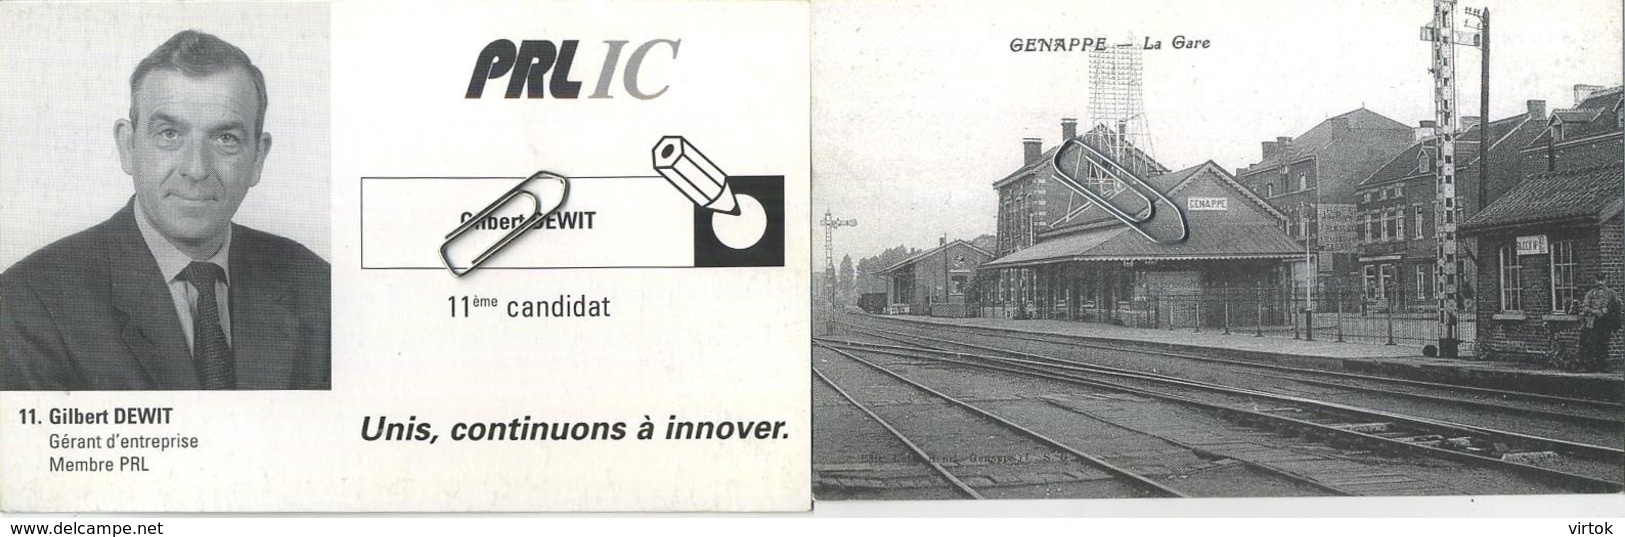 PRL IC
Gilbert DEWIT
11ème candidat
11. Gilbert DEWIT
Gérant d'entreprise
Membre PRL
Unis, continuons à innover.
GENAPPE — La Gare
GENAPPE
Genappe
www.delcampe.net
virtok